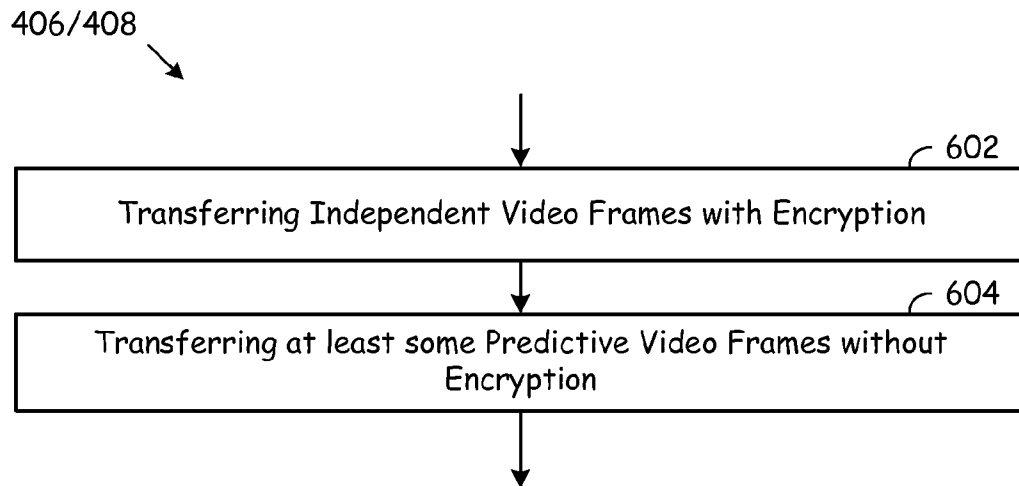 406/408
602
Transferring Independent Video Frames with Encryption
604
Transferring at least some Predictive Video Frames without
Encryption